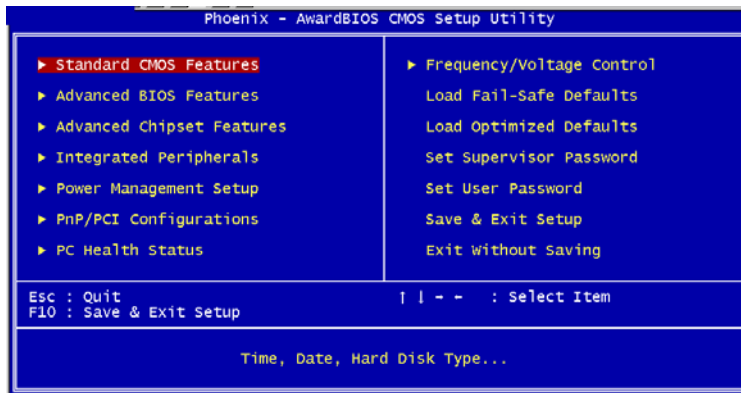 Phoenix - AwardBIOS CMOS Setup Utility
► Standard CMOS Features
► Advanced BIOS Features
► Advanced Chipset Features
► Integrated Peripherals
► Power Management Setup
► PnP/PCI Configurations
► PC Health Status
► Frequency/Voltage Control
Load Fail-Safe Defaults
Load Optimized Defaults
Set Supervisor Password
Set User Password
Save & Exit Setup
Exit Without Saving
Esc : Quit
F10 : Save & Exit Setup
↑ ↓ → ← : Select Item
Time, Date, Hard Disk Type...